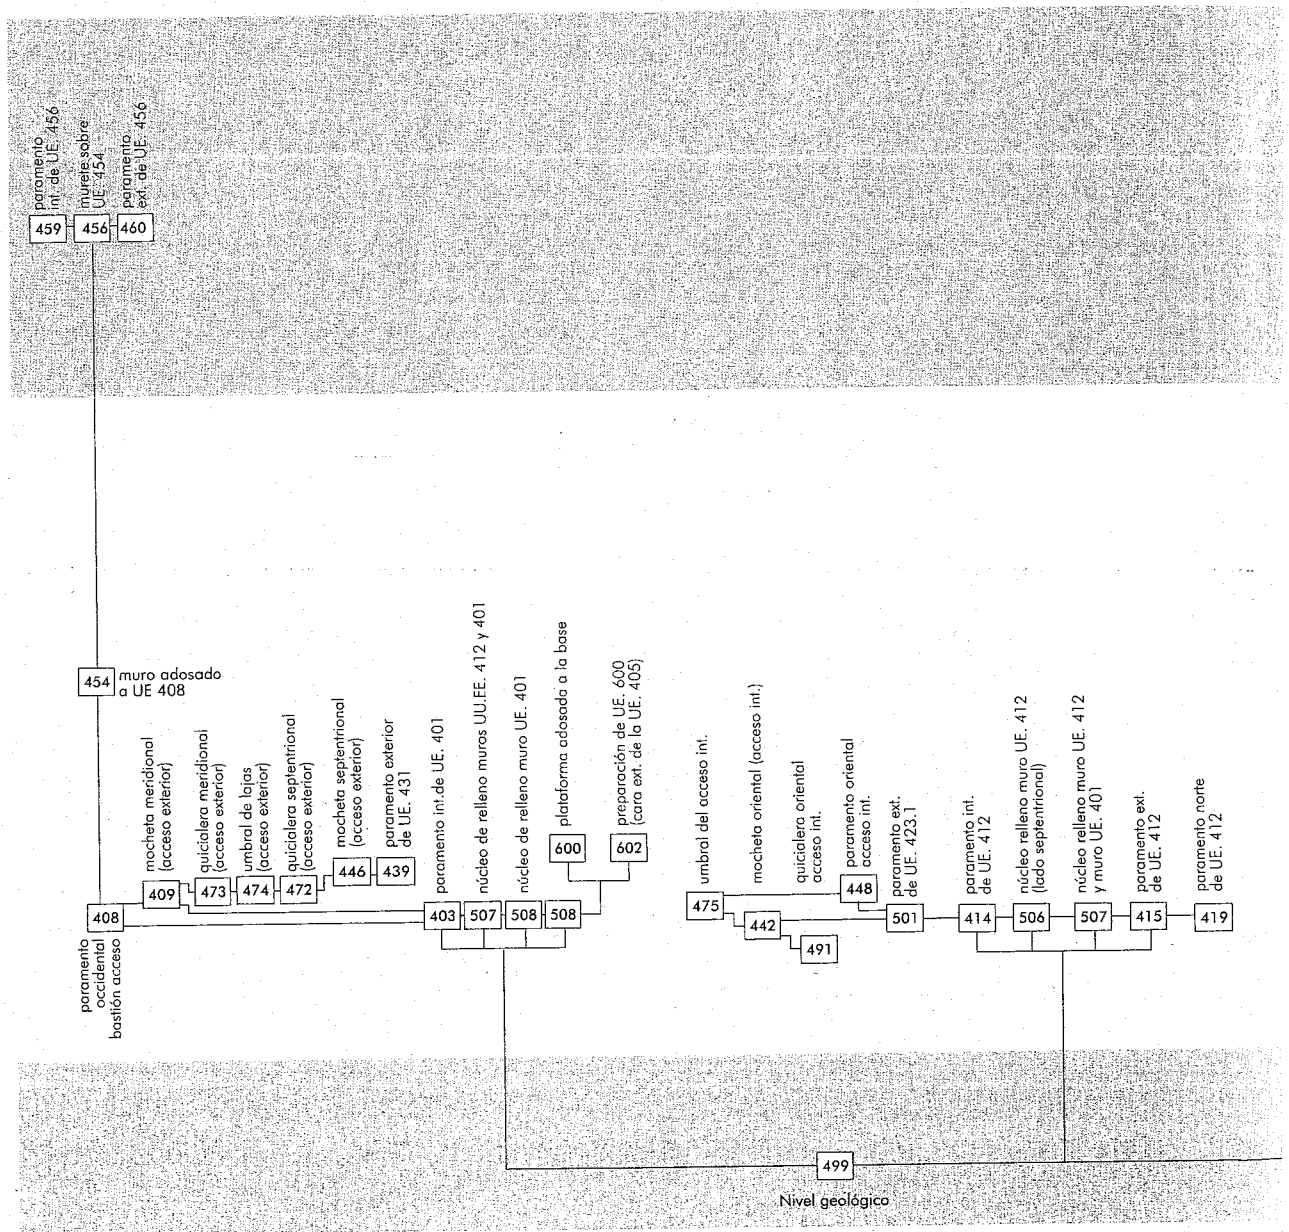 paramento
int. de UE. 456
murete sobre
UE. 454
paramento
ext. de UE. 456
459
456
460
454
muro adosado
a UE 408
mocheta meridional
(acceso exterior)
quicialera meridional
(acceso exterior)
umbral de lajas
(acceso exterior)
quicialera septentrional
(acceso exterior)
mocheta septentrional
(acceso exterior)
paramento exterior
de UE. 431
paramento int.de UE. 401
núcleo de relleno muros UU.EE. 412 y 401
núcleo de relleno muro UE. 401
plataforma adosada a la base
preparación de UE. 600
(cara ext. de la UE. 405)
umbral del acceso int.
mocheta oriental (acceso int.)
quicialera oriental
acceso int.
paramento oriental
acceso int.
paramento ext.
de UE. 423.1
paramento int.
de UE. 412
núcleo relleno muro UE. 412
(lado septentrional)
núcleo relleno muro UE. 412
y muro UE. 401
paramento ext.
de UE. 412
paramento norte
de UE. 412
409
473
474
472
446
439
600
602
448
475
408
403
507
508
508
442
501
414
506
507
415
419
491
paramento
occidental
bastión acceso
499
Nivel geológico